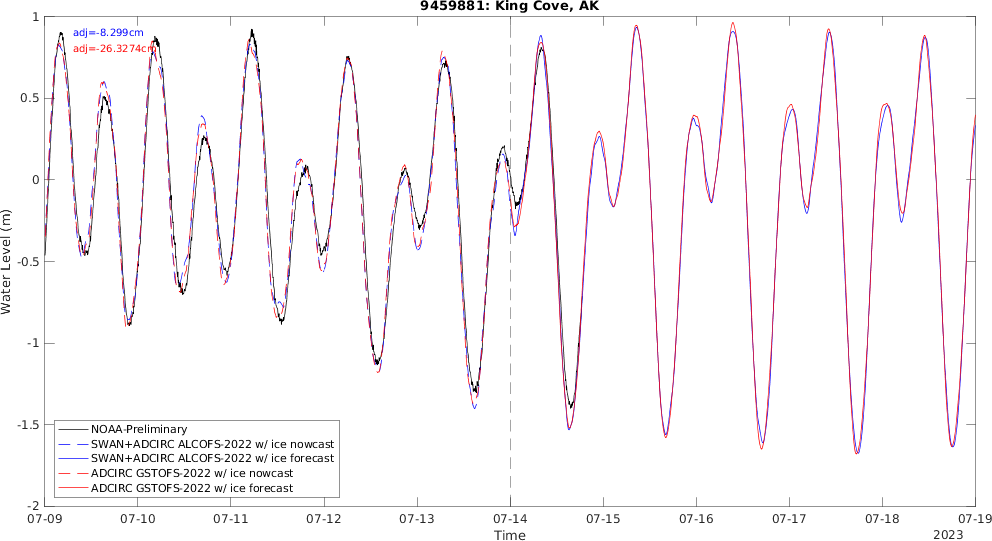 9459881: King Cove, AK
adj=-8.299cm
adj=-26.3274cm
1
0.5
0
-0.5
-1
-1.5
-2
Water Level (m)
NOAA-Preliminary
SWAN+ADCIRC ALCOFS-2022 w/ ice nowcast
SWAN+ADCIRC ALCOFS-2022 w/ ice forecast
ADCIRC GSTOFS-2022 w/ ice nowcast
ADCIRC GSTOFS-2022 w/ ice forecast
07-09 07-10 07-11 07-12 07-13 07-14 07-15 07-16 07-17 07-18 07-19
Time
2023